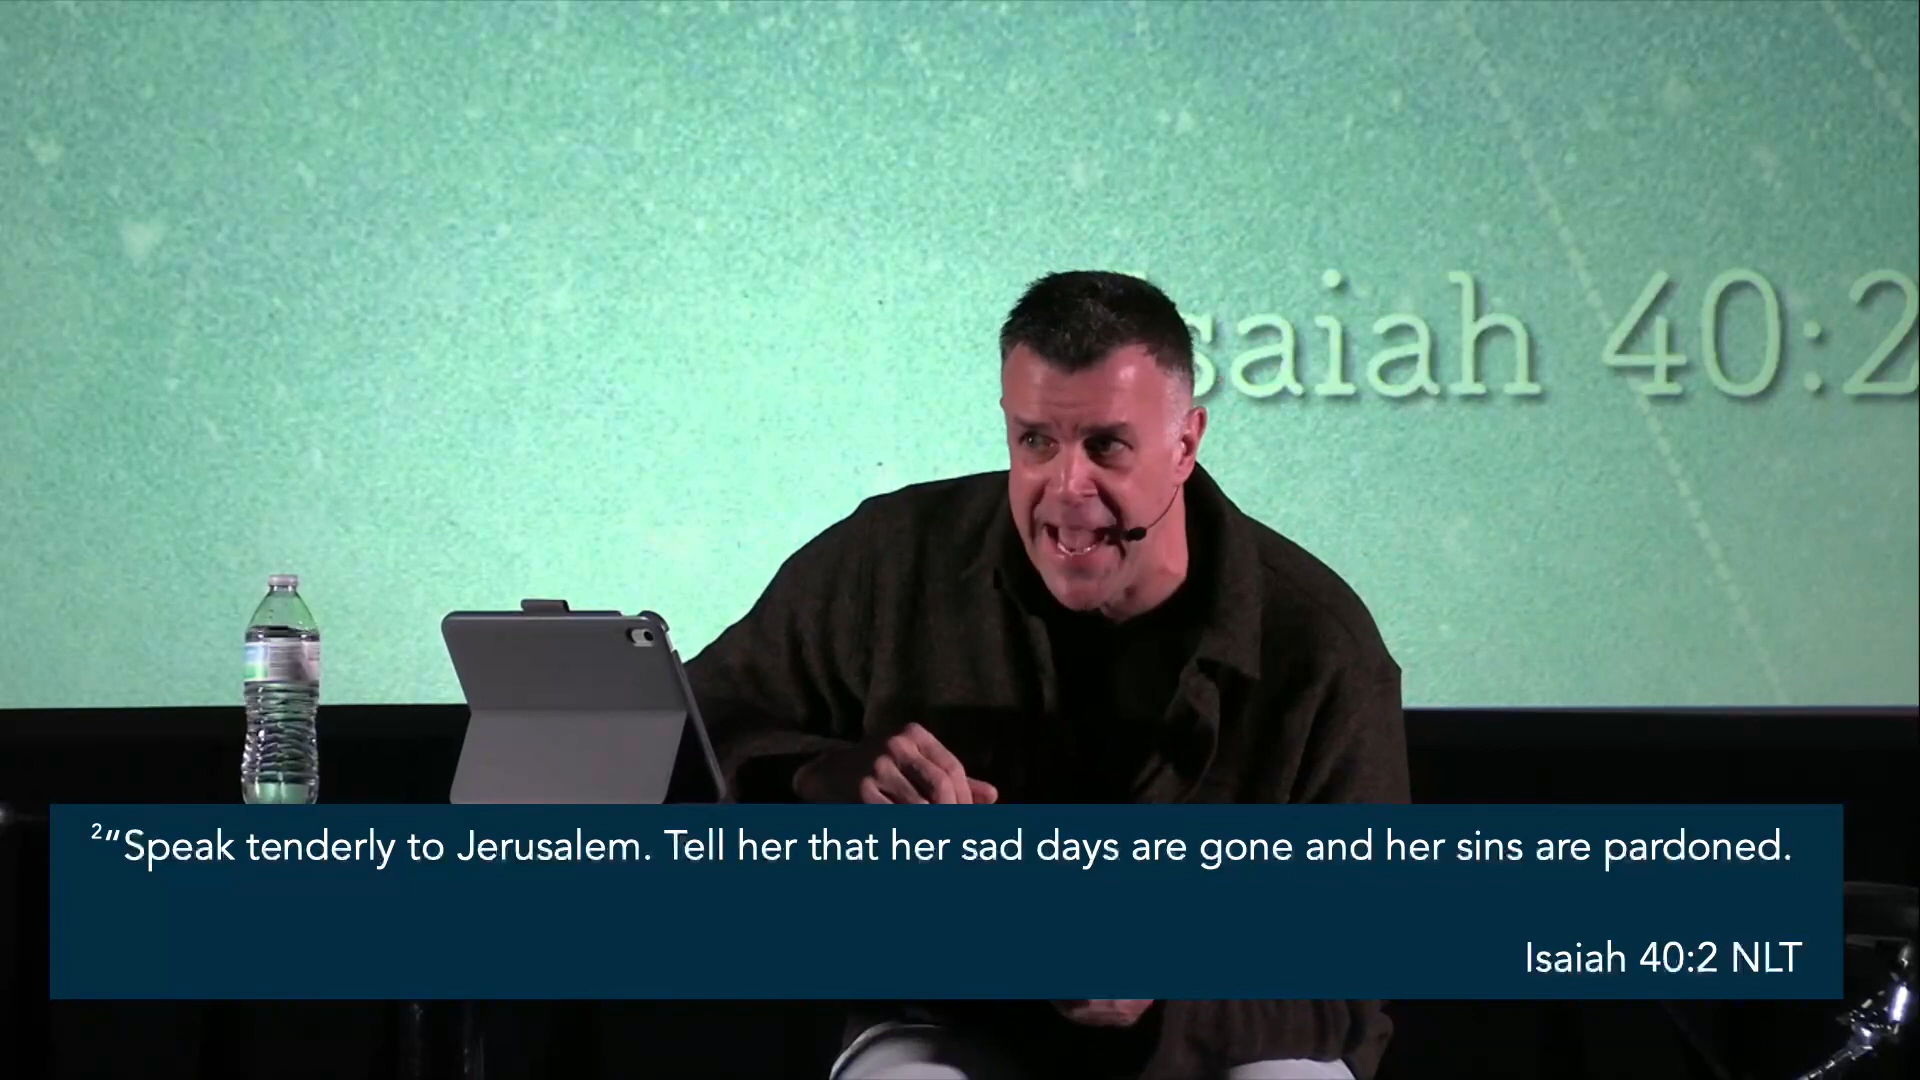 saiah 40:2
²“Speak tenderly to Jerusalem. Tell her that her sad days are gone and her sins are pardoned.
Isaiah 40:2 NLT